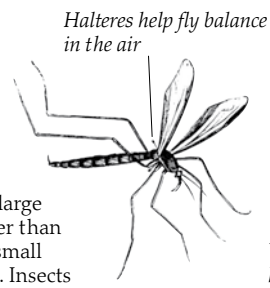 Halteres help fly balance
in the air
large
er than
small
. Insects